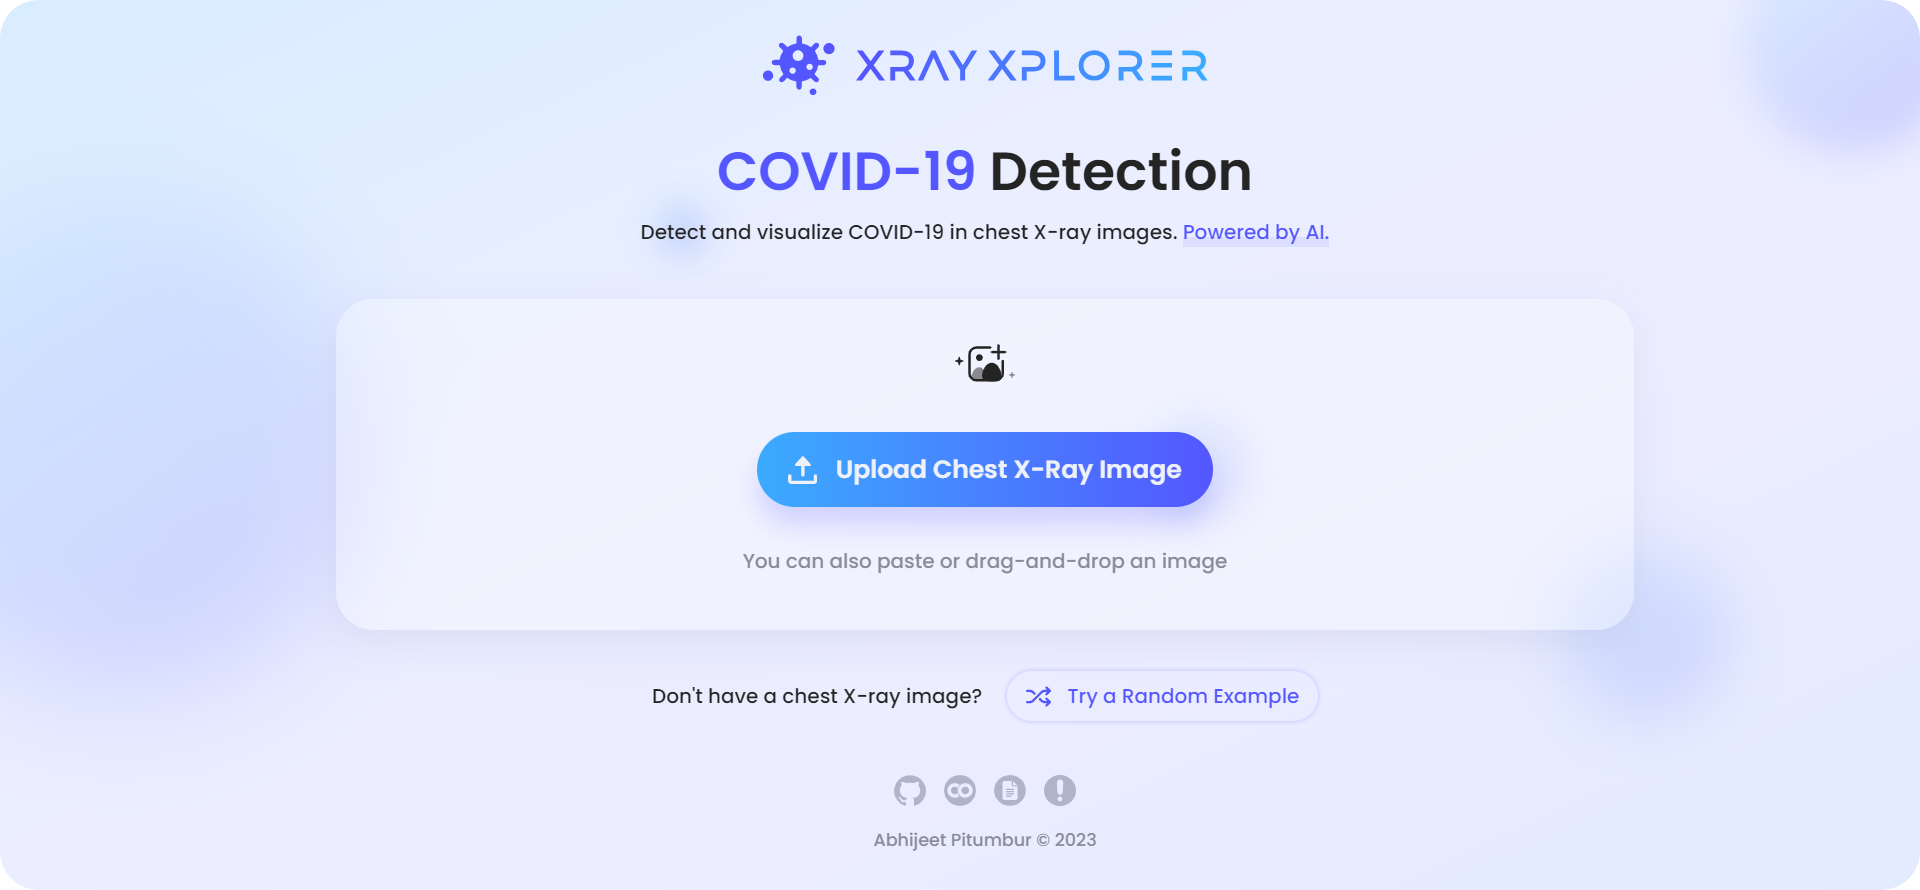 XRAY XPLORER
COVID-19 Detection
Detect and visualize COVID-19 in chest X-ray images. Powered by AI.
Upload Chest X-Ray Image
You can also paste or drag-and-drop an image
Don't have a chest X-ray image? Try a Random Example
Abhijeet Pitumbur © 2023